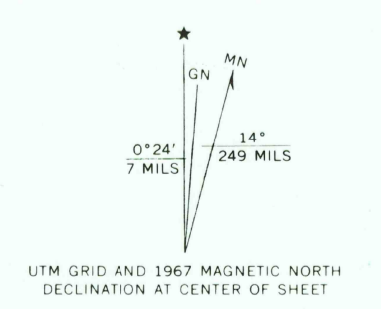 ★
GN
MN
0°24'
7 MILS
14°
249 MILS
UTM GRID AND 1967 MAGNETIC NORTH
DECLINATION AT CENTER OF SHEET